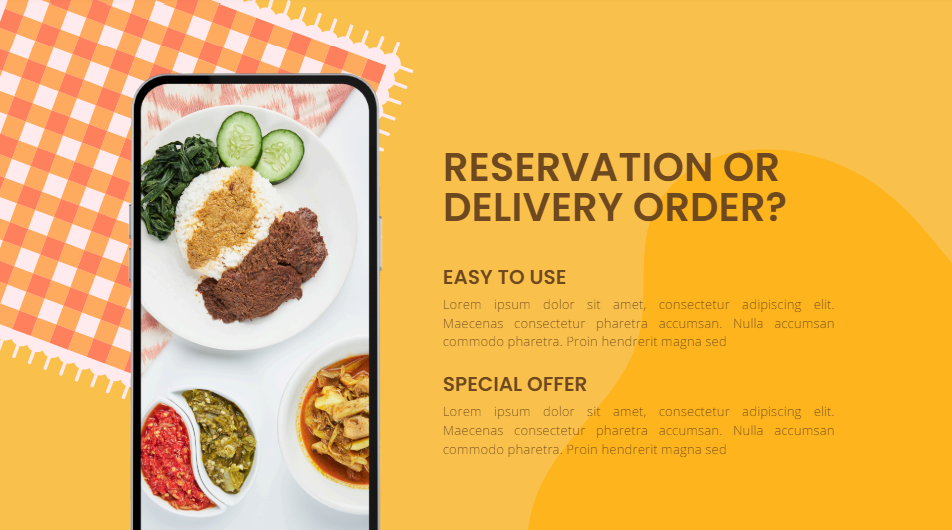 RESERVATION OR
DELIVERY ORDER?
EASY TO USE
Lorem ipsum dolor sit amet, consectetur adipiscing elit.
Maecenas consectetur pharetra accumsan. Nulla accumsan
commodo pharetra. Proin hendrerit magna sed
SPECIAL OFFER
Lorem ipsum dolor sit amet, consectetur adipiscing elit.
Maecenas consectetur pharetra accumsan. Nulla accumsan
commodo pharetra. Proin hendrerit magna sed